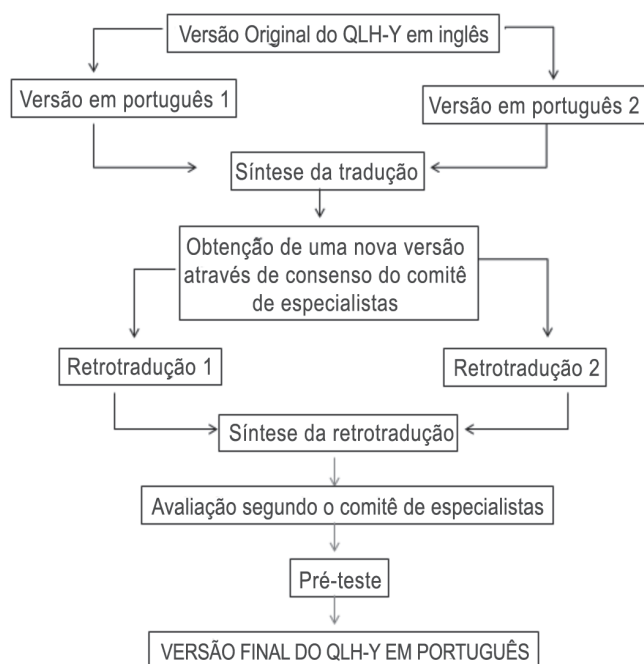 Versão Original do QLH-Y em inglês
Versão em português 1
Versão em português 2
Síntese da tradução
Obtenção de uma nova versão
através de consenso do comitê
de especialistas
Retrotradução 1
Retrotradução 2
Síntese da retrotradução
Avaliação segundo o comitê de especialistas
Pré-teste
VERSÃO FINAL DO QLH-Y EM PORTUGUÊS